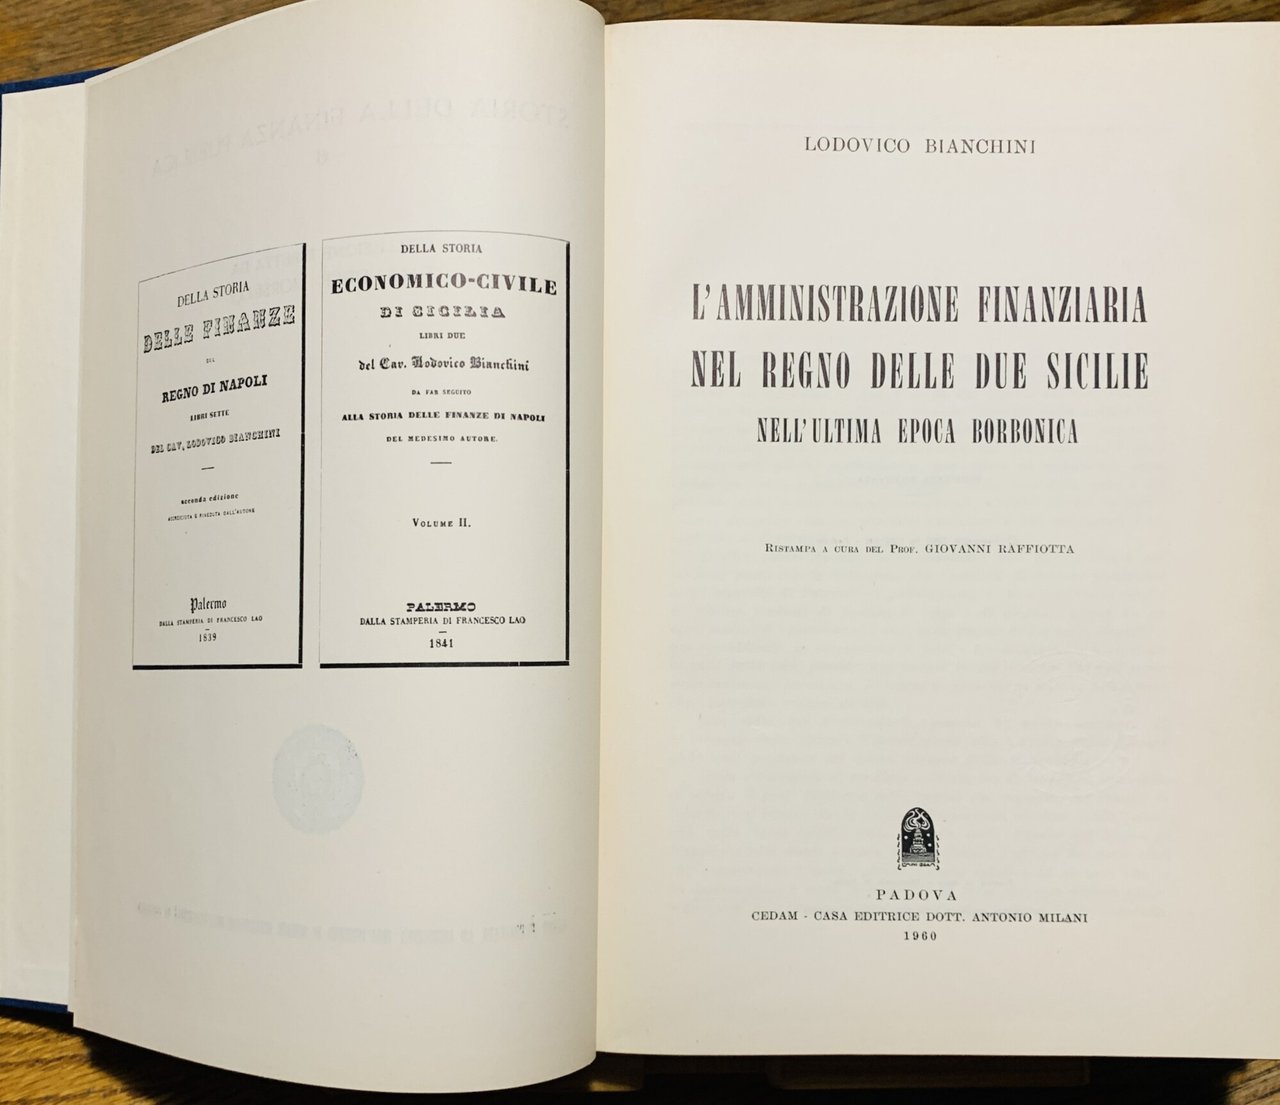 DELLA STORIA
DELLE FINANZE
DEL
REGNO DI NAPOLI
LIBRI SETTE
DEL CAV. LODOVICO BIANCHINI
seconda edizione
ACCRESCIUTA E RIVEDUTA DALL'AUTORE
Palermo
DALLA STAMPERIA DI FRANCESCO LAO
1839
DELLA STORIA
ECONOMICO-CIVILE
DI SICILIA
LIBRI DUE
del Cav. Lodovico Bianchini
DA FAR SEGUITO
ALLA STORIA DELLE FINANZE DI NAPOLI
DEL MEDESIMO AUTORE.
VOLUME II.
PALERMO
DALLA STAMPERIA DI FRANCESCO LAO
1841
LODOVICO BIANCHINI
L'AMMINISTRAZIONE FINANZIARIA
NEL REGNO DELLE DUE SICILIE
NELL'ULTIMA EPOCA BORBONICA
RISTAMPA A CURA DEL PROF. GIOVANNI RAFFIOTTA
PADOVA
CEDAM - CASA EDITRICE DOTT. ANTONIO MILANI
1960